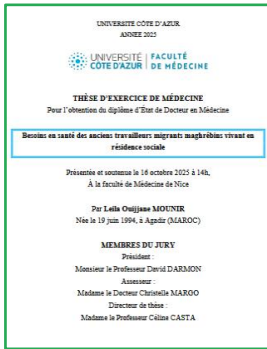 UNIVERSITE CÔTE D'AZUR
ANNEE 2025
UNIVERSITÉ
CÔTE D'AZUR
FACULTÉ
DE MÉDECINE
THÈSE D'EXERCICE DE MÉDECINE
Pour l'obtention du diplôme d'État de Docteur en Médecine
Besoins en santé des anciens travailleurs migrants maghrébins vivant en
résidence sociale
Présentée et soutenue le 16 octobre 2025 à 14h,
À la faculté de Médecine de Nice
Par Leila Ouijjane MOUNIR
Née le 19 juin 1994, à Agadir (MAROC)
MEMBRES DU JURY
Président :
Monsieur le Professeur David DARMON
Assesseur :
Madame le Docteur Christelle MARGO
Directeur de thèse :
Madame le Professeur Céline CASTA